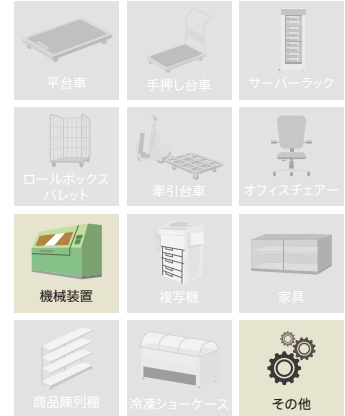 平台車
手押し台車
サーバーラック
ロールボックス
パレット
牽引台車
オフィスチェアー
機械装置
複写機
家具
商品陳列棚
冷凍ショーケース
その他